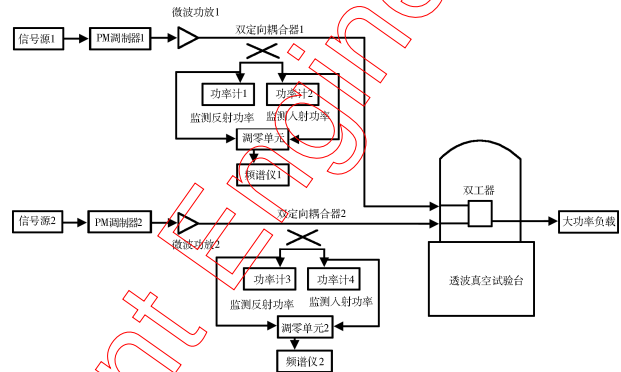 微波功放1
信号源1
PM调制器1
双定向耦合器1
功率计1
功率计2
监测反射功率
监测入射功率
调零单元
频谱仪1
双工器
信号源2
PM调制器2
双定向耦合器2
大功率负载
微波功放2
功率计3
功率计4
监测反射功率
监测入射功率
透波真空试验台
调零单元2
频谱仪2
ent Engine